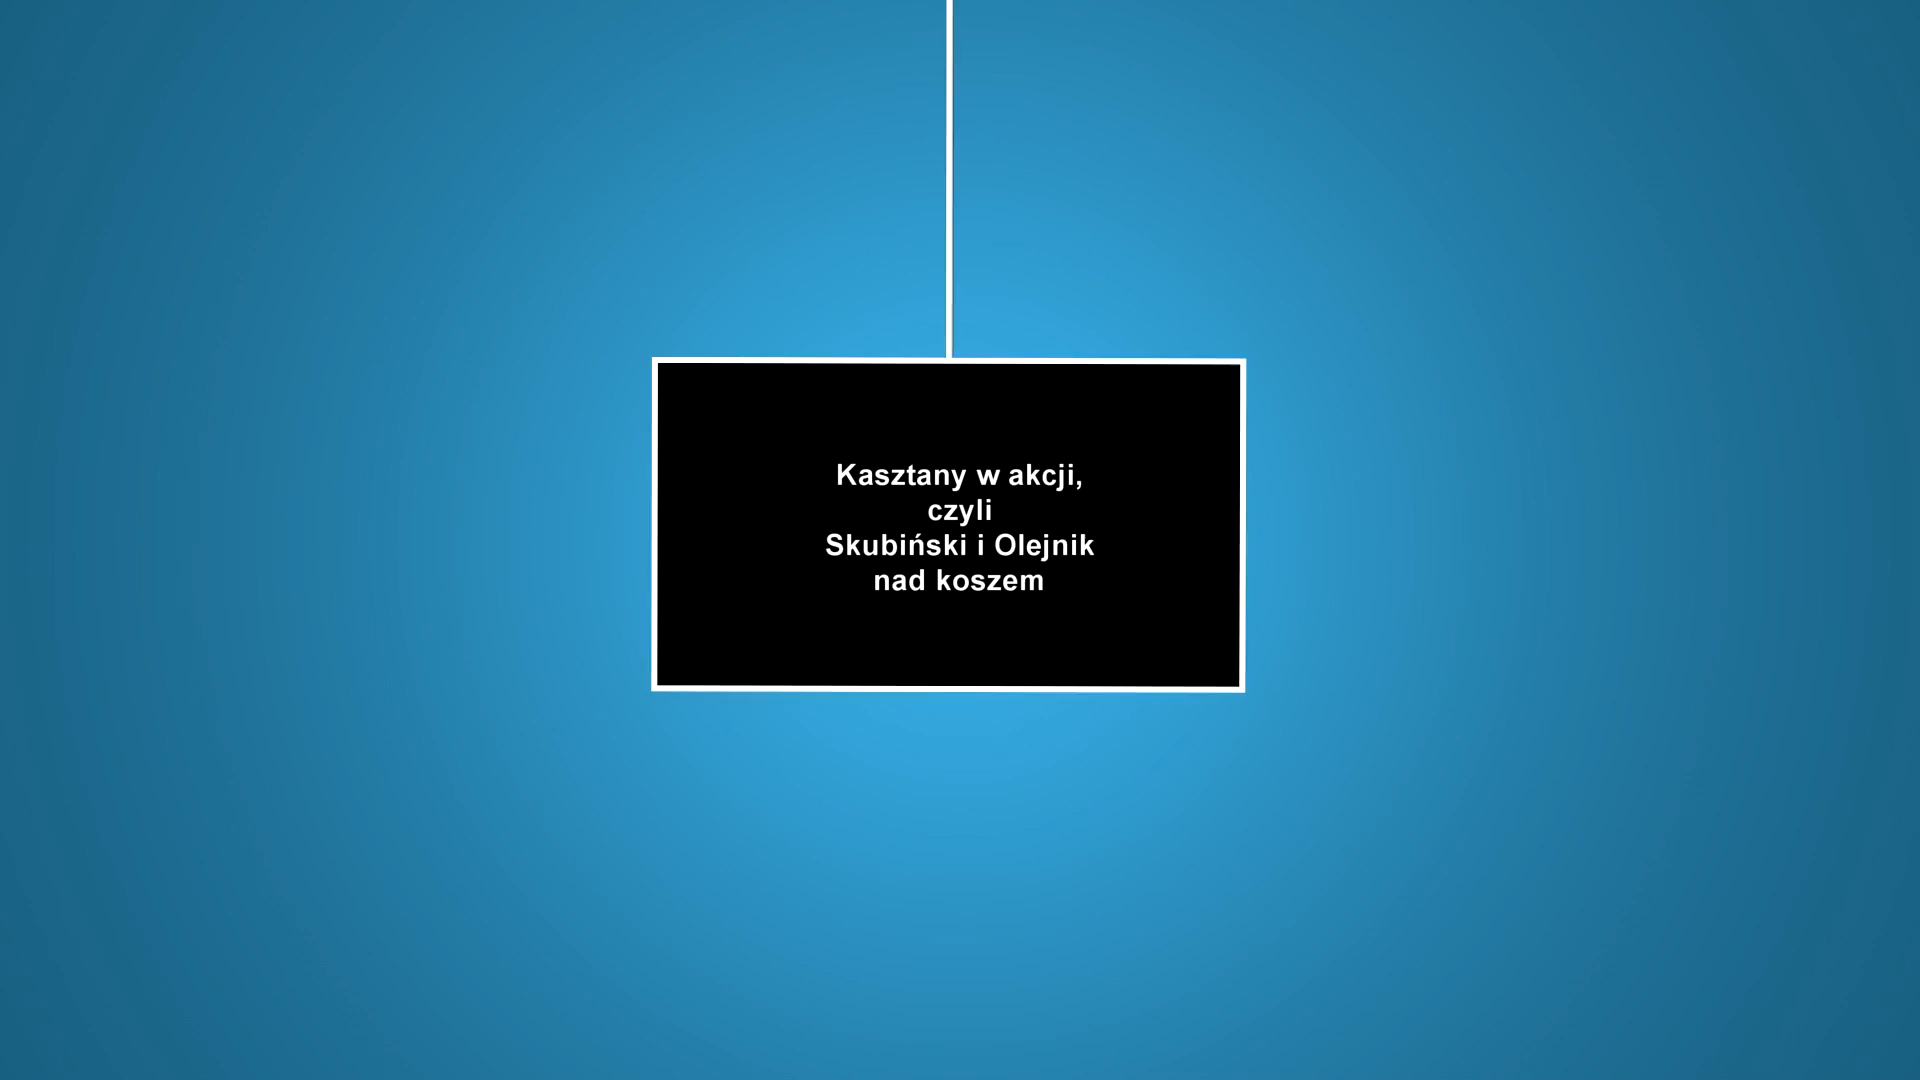 Kasztany w akcji,
czyli
Skubiński i Olejnik
nad koszem